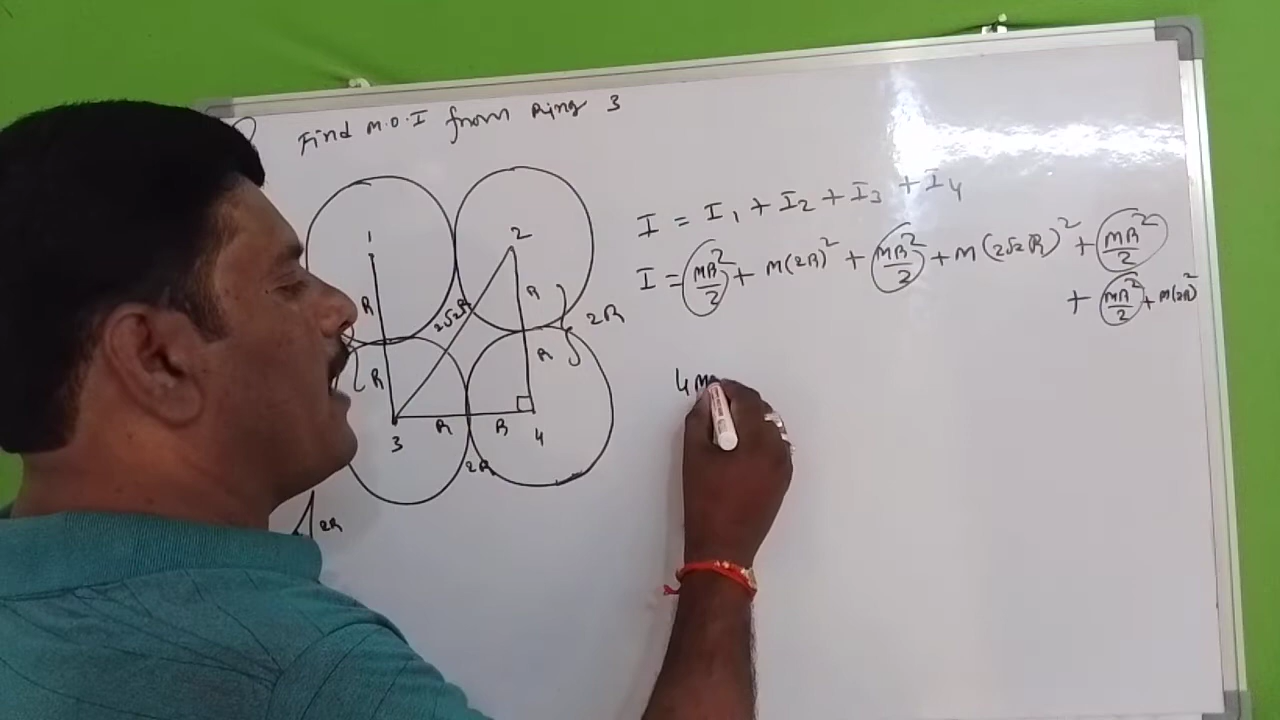 Find M.O.I from Ring 3
I = I₁ + I₂ + I₃ + I₄
I = MR²/2 + M(2R)² + MR²/2 + M(2√2R)² + MR²/2
+ MR²/2 + M(2R)²
4M
1
2
R
2√2R
R
2R
R
R
3
R
R
4
2R
2R